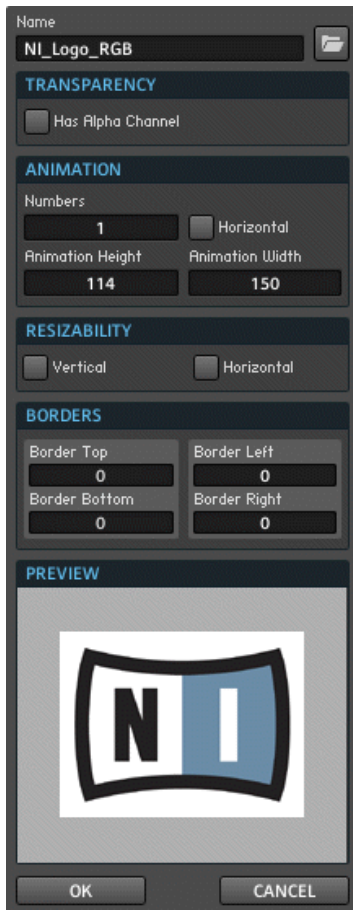 Name
NI_Logo_RGB
TRANSPARENCY
Has Alpha Channel
ANIMATION
Numbers
1 Horizontal
Animation Height Animation Width
114 150
RESIZABILITY
Vertical Horizontal
BORDERS
Border Top Border Left
0 0
Border Bottom Border Right
0 0
PREVIEW
N I
OK CANCEL